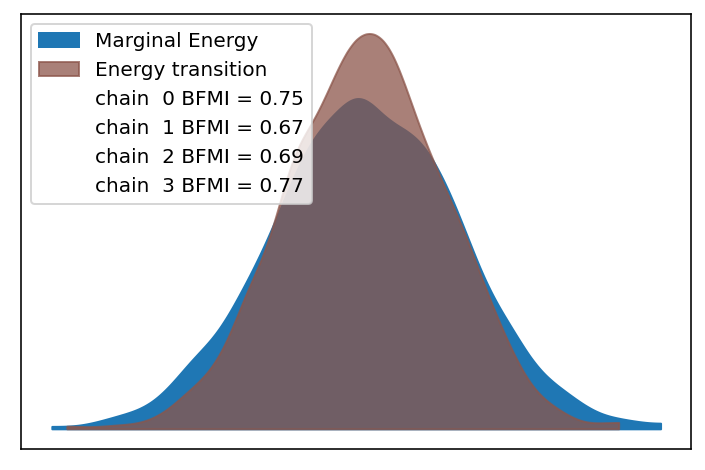 Marginal Energy
Energy transition
chain  0 BFMI = 0.75
chain  1 BFMI = 0.67
chain  2 BFMI = 0.69
chain  3 BFMI = 0.77